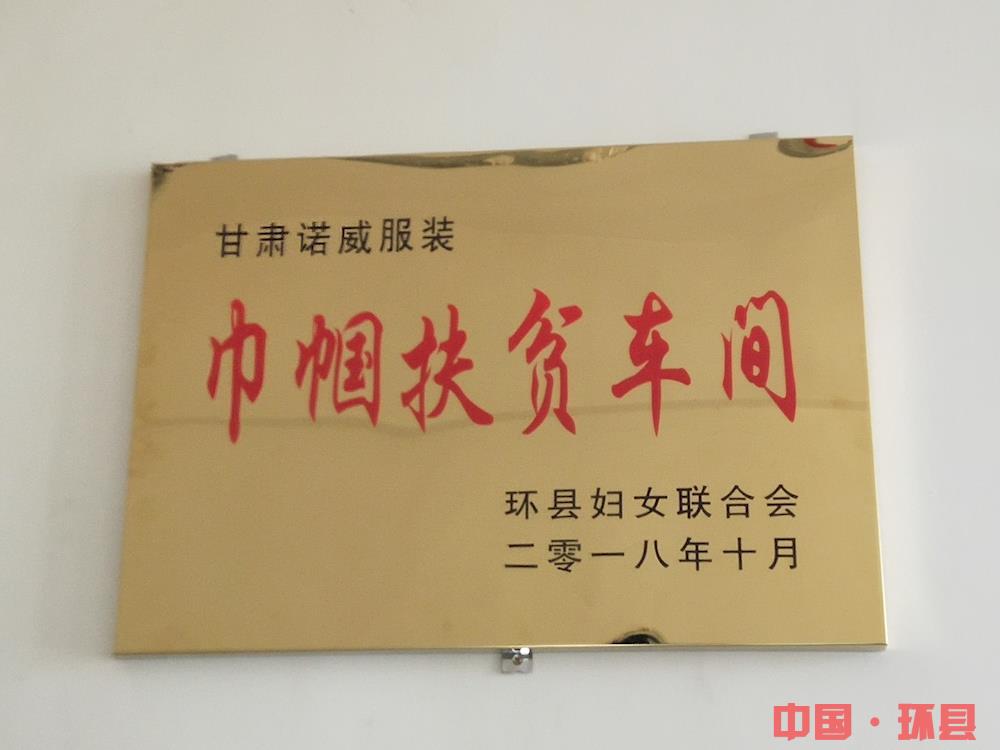 甘肃诺威服装
巾帼扶贫车间
环县妇女联合会
二零一八年十月
中国·环县